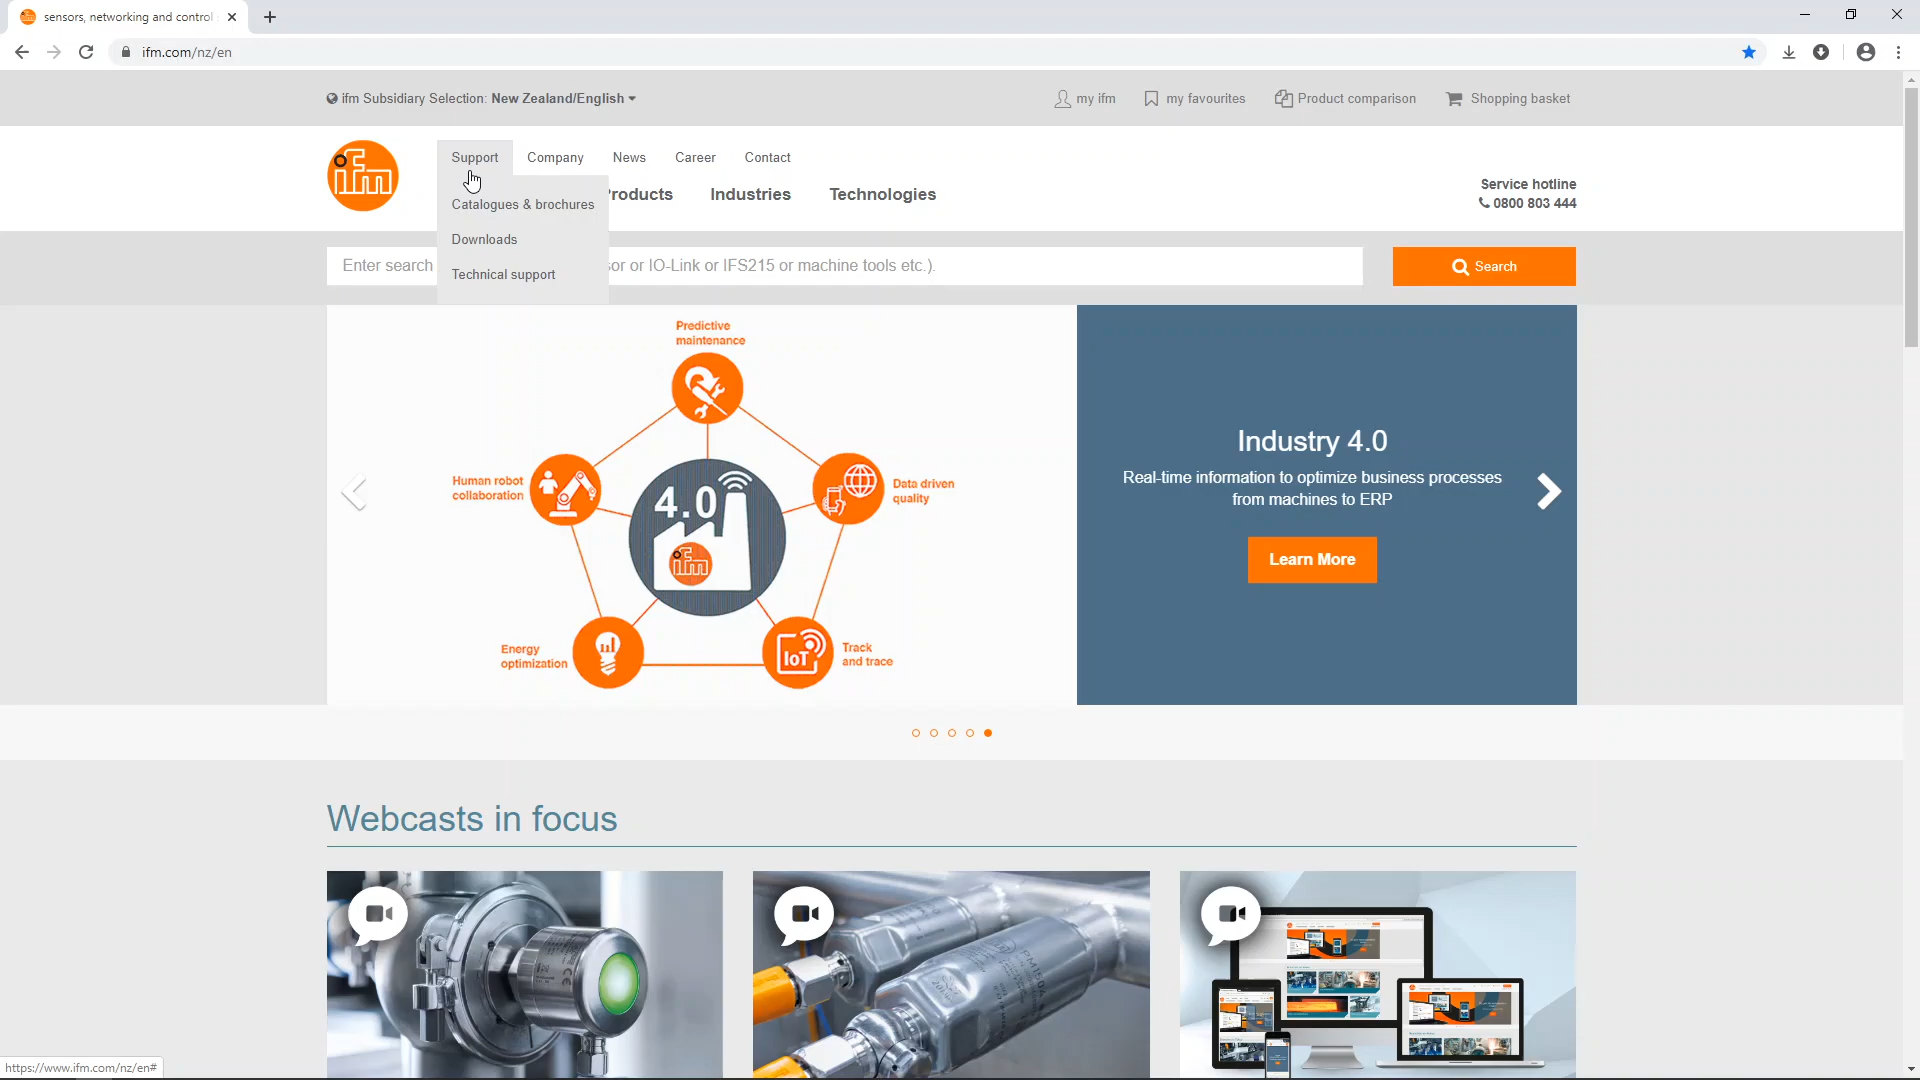 sensors, networking and control
ifm.com/nz/en
ifm Subsidiary Selection: New Zealand/English
my ifm
my favourites
Product comparison
Shopping basket
ifm
Support
Company
News
Career
Contact
Catalogues & brochures
Products
Industries
Technologies
Service hotline
0800 803 444
Downloads
Technical support
Enter search
sor or IO-Link or IFS215 or machine tools etc.).
Search
Predictive
maintenance
Human robot
collaboration
4.0
ifm
Data driven
quality
Energy
optimization
IoT
Track
and trace
Industry 4.0
Real-time information to optimize business processes
from machines to ERP
Learn More
Webcasts in focus
https://www.ifm.com/nz/en#